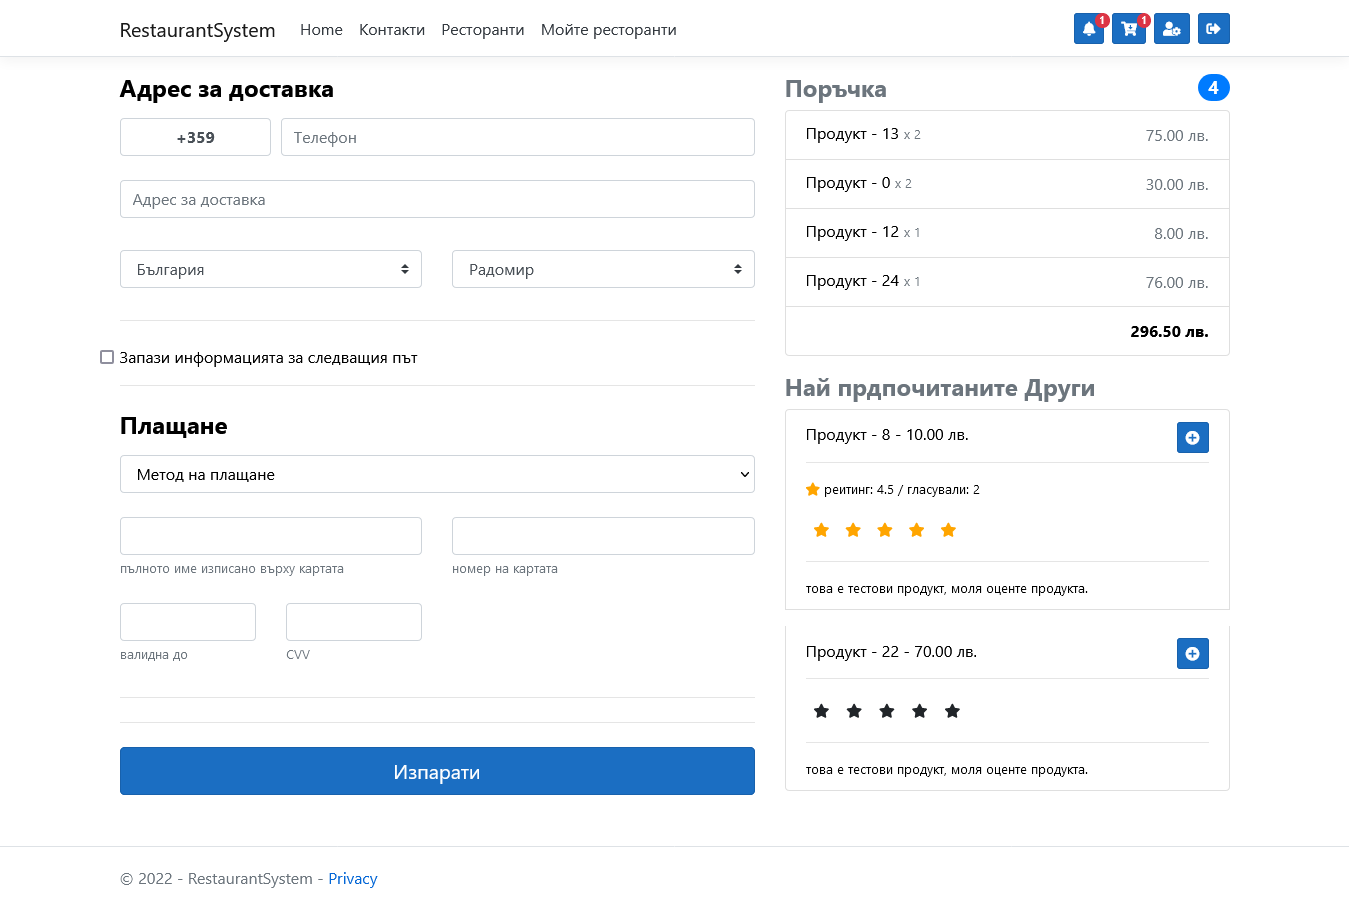 RestaurantSystem Home Контакти Ресторанти Мойте ресторанти 1 1
Адрес за доставка
+359 Телефон
Адрес за доставка
България Радомир
Запази информацията за следващия път
Плащане
Метод на плащане
пълното име изписано върху картата номер на картата
валидна до CVV
Изпарати
Поръчка 4
Продукт - 13 x 2 75.00 лв.
Продукт - 0 x 2 30.00 лв.
Продукт - 12 x 1 8.00 лв.
Продукт - 24 x 1 76.00 лв.
296.50 лв.
Най прдпочитаните Други
Продукт - 8 - 10.00 лв.
реитинг: 4.5 / гласували: 2
това е тестови продукт, моля оценте продукта.
Продукт - 22 - 70.00 лв.
това е тестови продукт, моля оценте продукта.
© 2022 - RestaurantSystem - Privacy